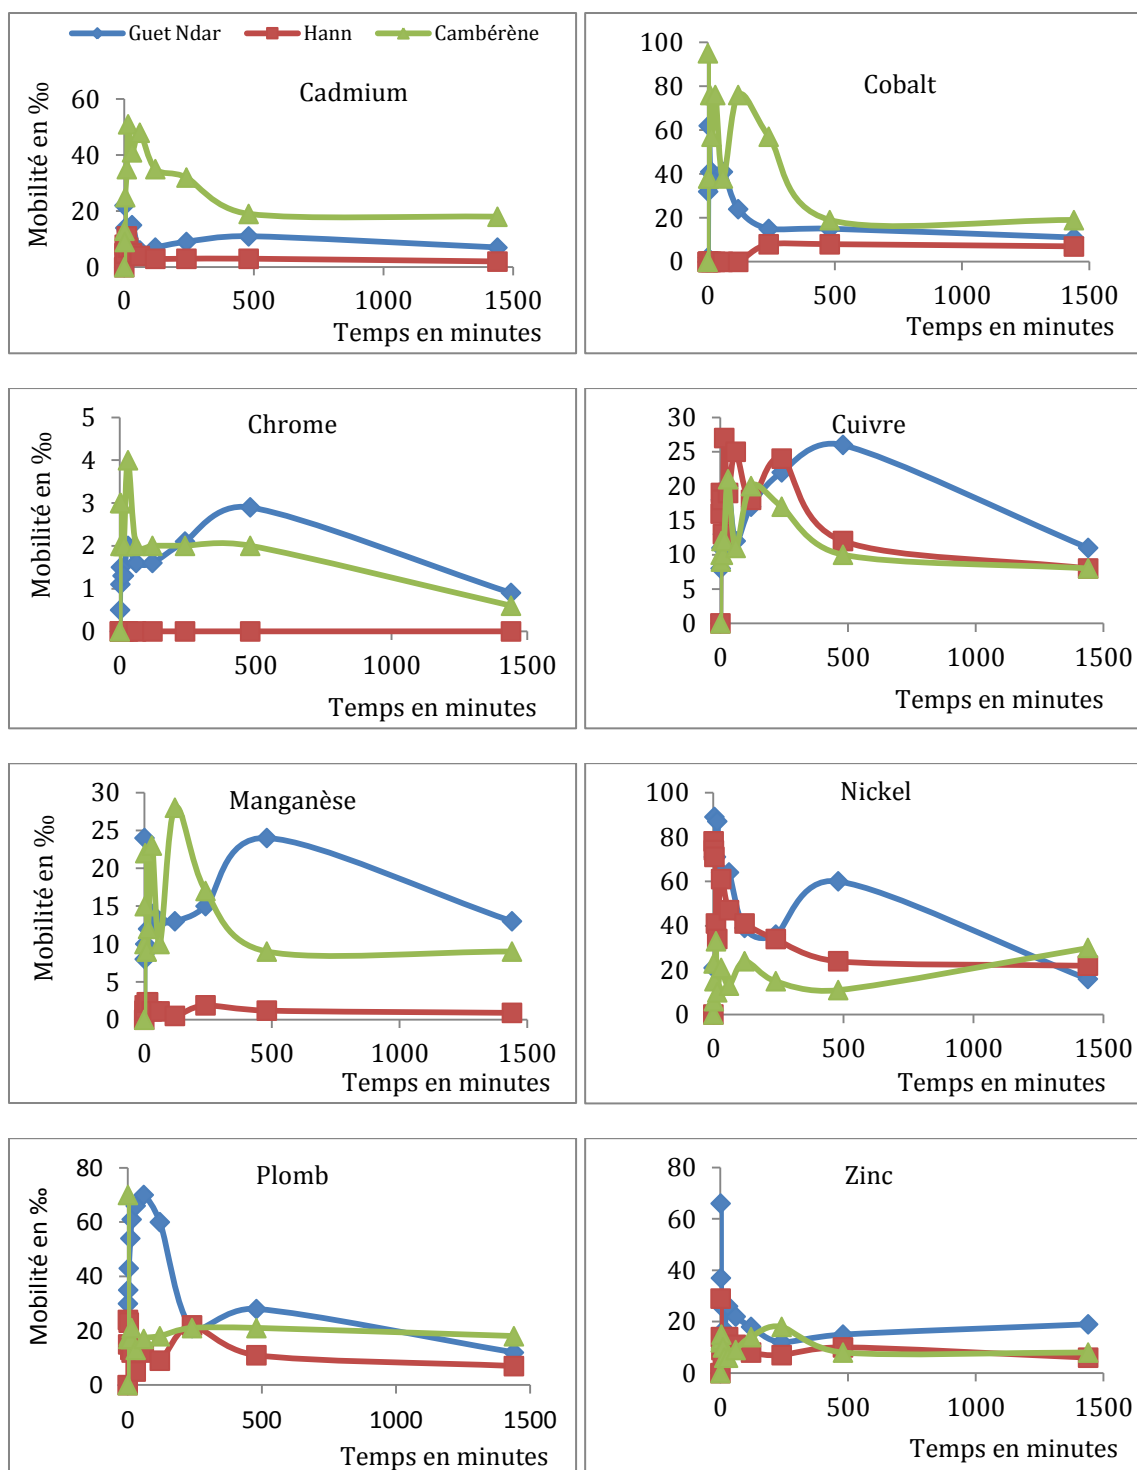 Guet Ndar Hann Cambérène
Cadmium
Mobilité en ‰
60
40
20
0
0 500 1000 1500
Temps en minutes
Cobalt
100
80
60
40
20
0
0 500 1000 1500
Temps en minutes
Chrome
Mobilité en ‰
5
4
3
2
1
0
0 500 1000 1500
Temps en minutes
Cuivre
30
25
20
15
10
5
0
0 500 1000 1500
Temps en minutes
Manganèse
Mobilité en ‰
30
25
20
15
10
5
0
0 500 1000 1500
Temps en minutes
Nickel
100
80
60
40
20
0
0 500 1000 1500
Temps en minutes
Plomb
Mobilité en ‰
80
60
40
20
0
0 500 1000 1500
Temps en minutes
Zinc
80
60
40
20
0
0 500 1000 1500
Temps en minutes